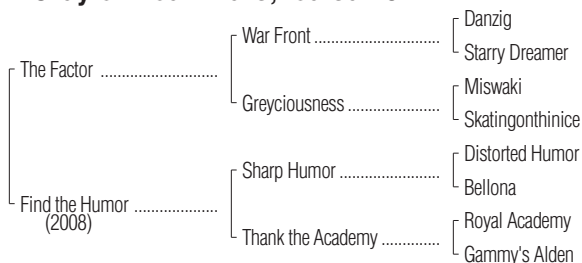 War Front
Danzig
Starry Dreamer
The Factor
Greyciousness
Miswaki
Skatingonthinice
Sharp Humor
Distorted Humor
Bellona
Find the Humor
(2008)
Thank the Academy
Royal Academy
Gammy's Alden